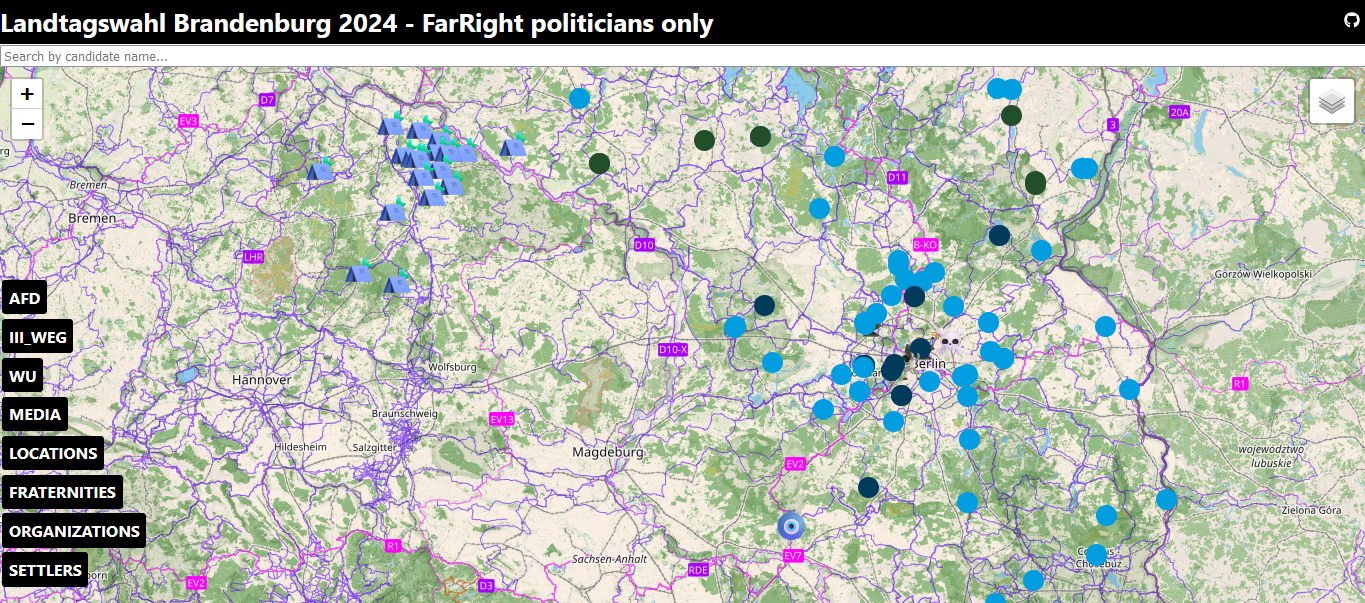 Landtagswahl Brandenburg 2024 - FarRight politicians only
Search by candidate name...
+
−
D7
EV3
20A
3
rg
Bremen
Bremen
D11
D10
B-KO
LHR
Gorzów Wielkopolski
AFD
III_WEG
WU
MEDIA
LOCATIONS
FRATERNITIES
ORGANIZATIONS
SETTLERS
D10-X
Berlin
Wolfsburg
Hannover
R1
Braunschweig
EV13
Hildesheim
Salzgitter
Magdeburg
EV2
województwo
lubuskie
Zielona Góra
R1
Sachsen-Anhalt
EV7
RDE
Chóśebuz
orn
EV2
D3